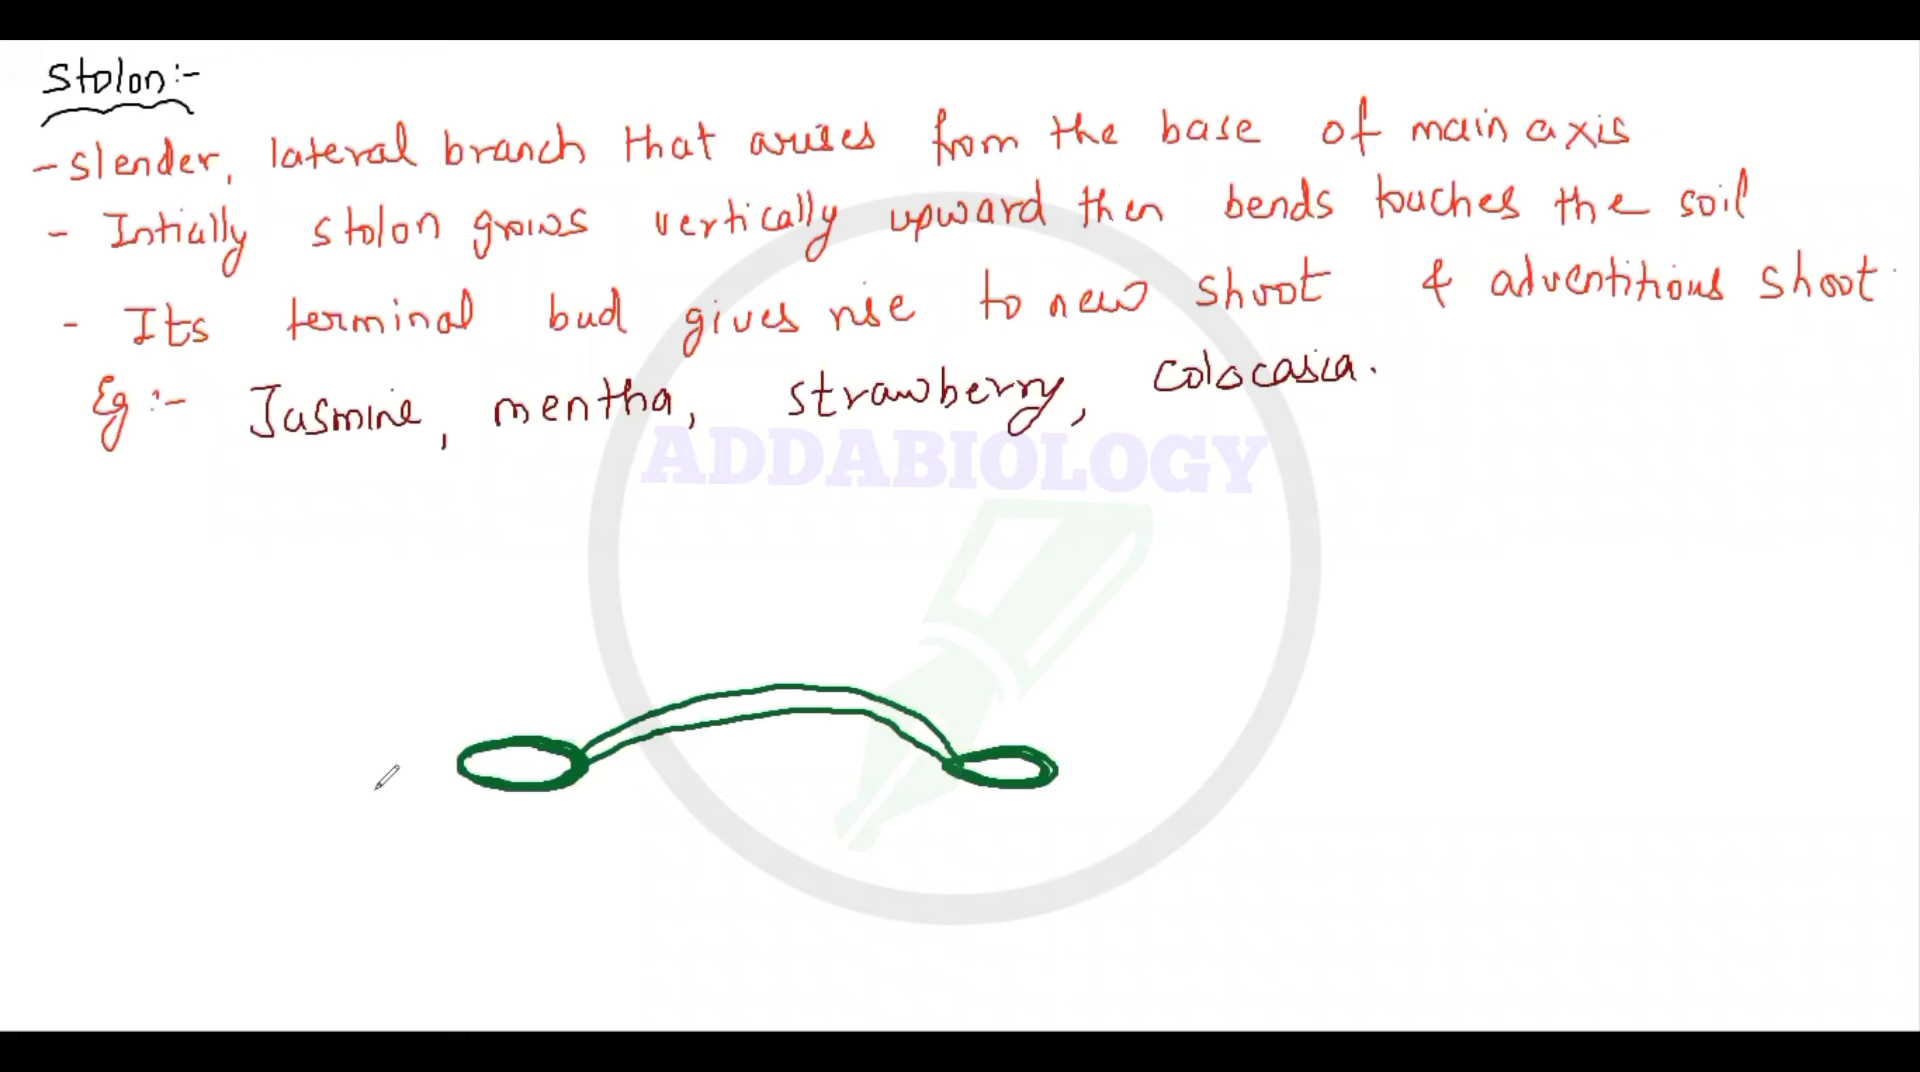 Stolon:-
- Slender, lateral branch that arises from the base of main axis
- Intially stolon grows vertically upward then bends touches the soil
- Its terminal bud gives rise to new shoot & adventitious shoot.
Eg :- Jasmine, mentha, strawberry, colocasia.
ADDABIOLOGY